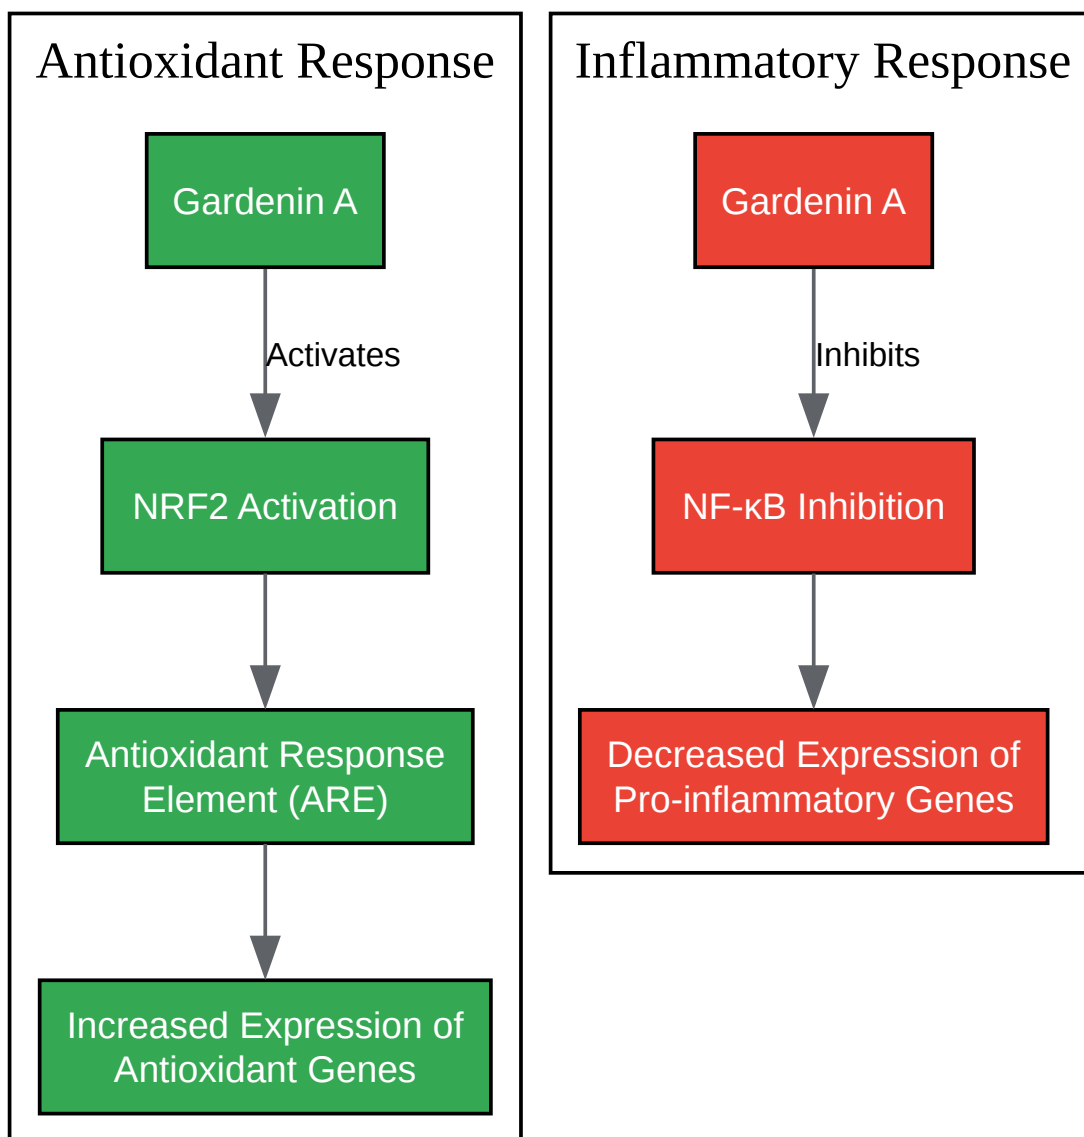 Antioxidant Response
Gardenin A
Activates
NRF2 Activation
Antioxidant Response
Element (ARE)
Increased Expression of
Antioxidant Genes
Inflammatory Response
Gardenin A
Inhibits
NF-κB Inhibition
Decreased Expression of
Pro-inflammatory Genes